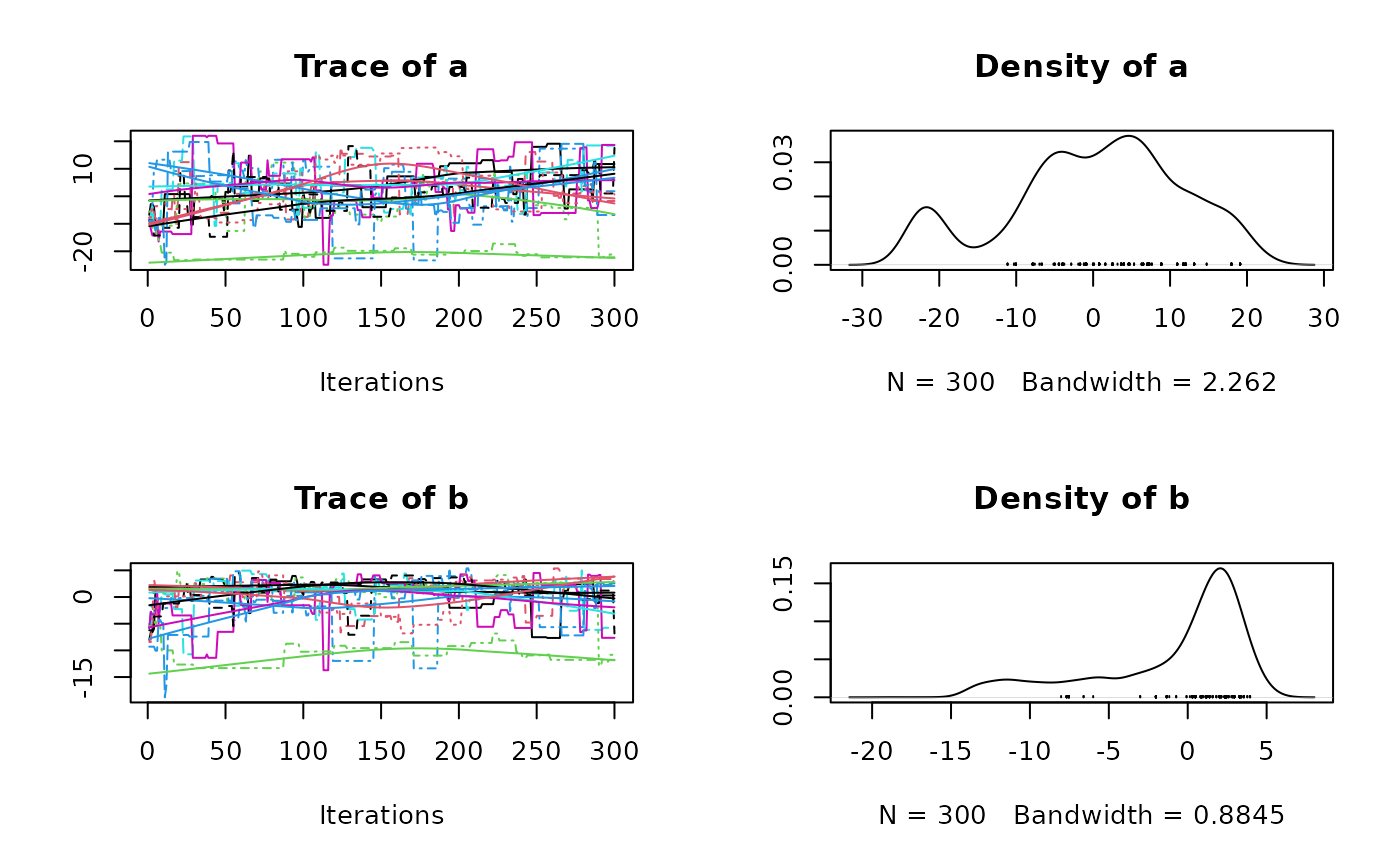 Trace of a
10
-20
0 50 100 150 200 250 300
Iterations
Density of a
0.03
0.00
-30 -20 -10 0 10 20 30
N = 300 Bandwidth = 2.262
Trace of b
0
-15
0 50 100 150 200 250 300
Iterations
Density of b
0.15
0.00
-20 -15 -10 -5 0 5
N = 300 Bandwidth = 0.8845